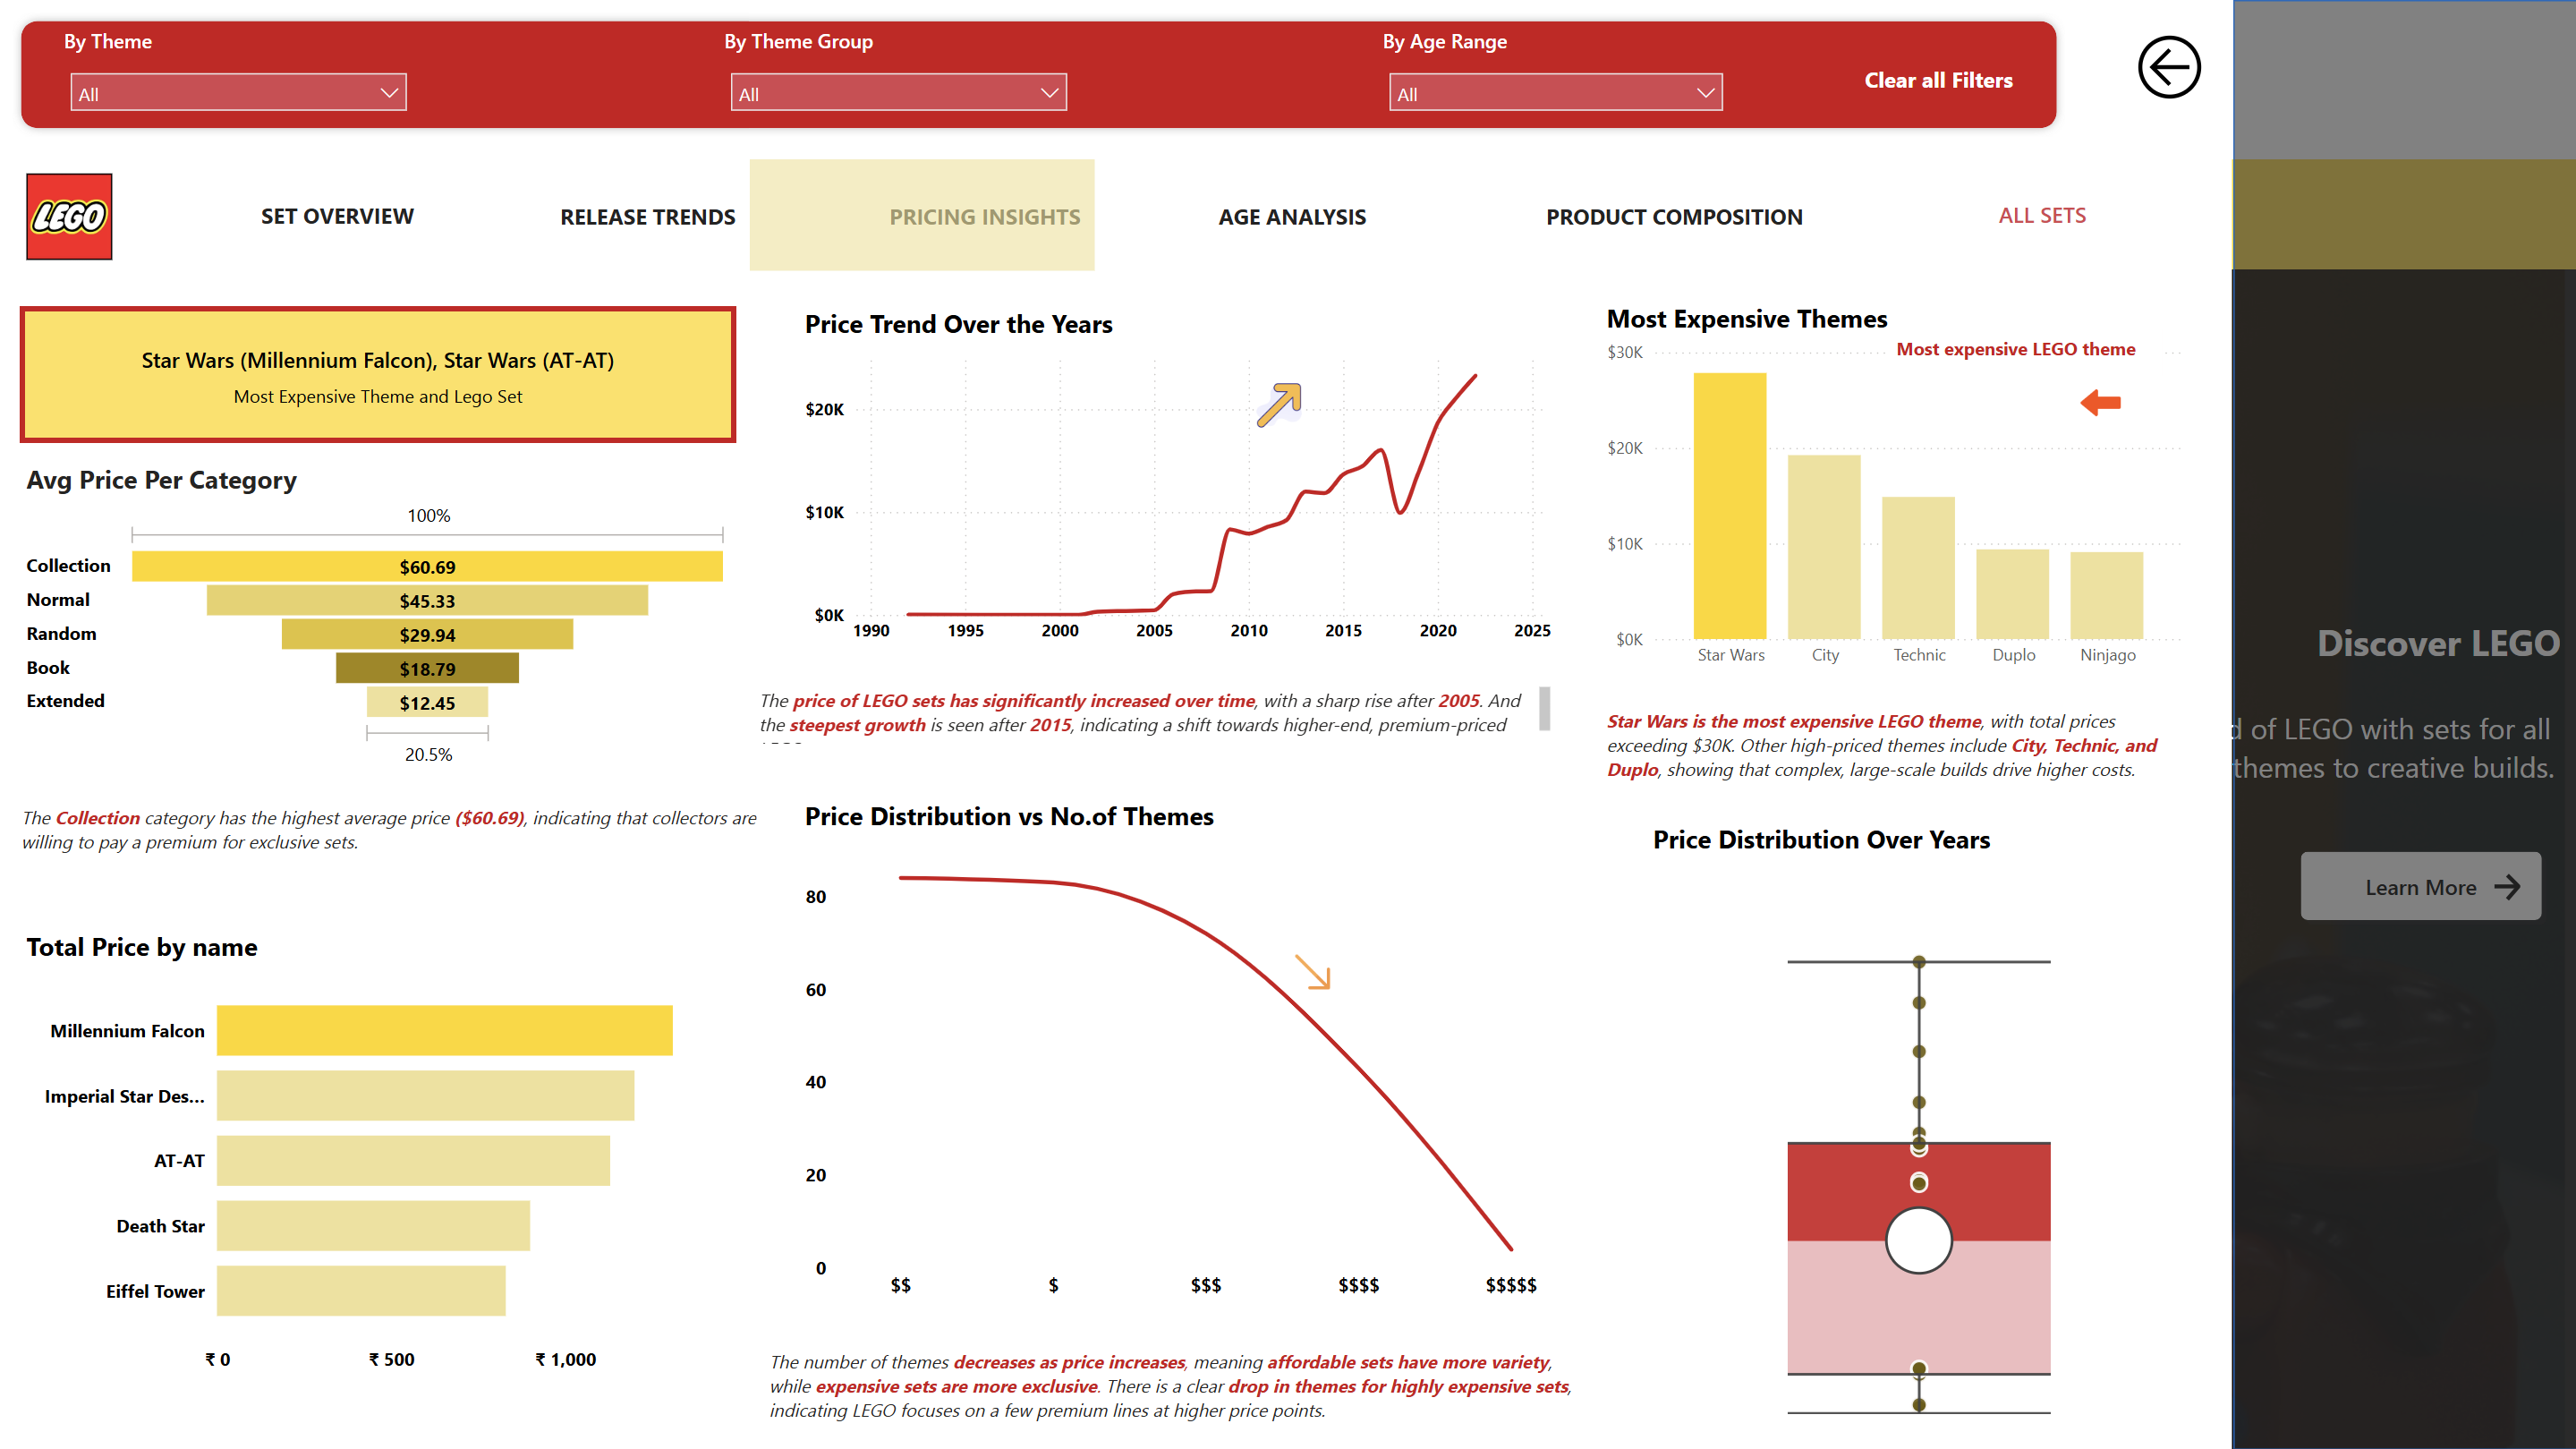 By Theme
All
By Theme Group
All
By Age Range
All
Clear all Filters
LEGO
SET OVERVIEW
RELEASE TRENDS
PRICING INSIGHTS
AGE ANALYSIS
PRODUCT COMPOSITION
ALL SETS
Star Wars (Millennium Falcon), Star Wars (AT-AT)
Most Expensive Theme and Lego Set
Avg Price Per Category
100%
Collection $60.69
Normal $45.33
Random $29.94
Book $18.79
Extended $12.45
20.5%
The Collection category has the highest average price ($60.69), indicating that collectors are
willing to pay a premium for exclusive sets.
Total Price by name
Millennium Falcon
Imperial Star Des...
AT-AT
Death Star
Eiffel Tower
₹ 0 ₹ 500 ₹ 1,000
Price Trend Over the Years
$20K
$10K
$0K
1990 1995 2000 2005 2010 2015 2020 2025
The price of LEGO sets has significantly increased over time, with a sharp rise after 2005. And
the steepest growth is seen after 2015, indicating a shift towards higher-end, premium-priced
Price Distribution vs No.of Themes
80
60
40
20
0
$$ $ $$$ $$$$ $$$$$
The number of themes decreases as price increases, meaning affordable sets have more variety,
while expensive sets are more exclusive. There is a clear drop in themes for highly expensive sets,
indicating LEGO focuses on a few premium lines at higher price points.
Most Expensive Themes
Most expensive LEGO theme
$30K
$20K
$10K
$0K
Star Wars City Technic Duplo Ninjago
Star Wars is the most expensive LEGO theme, with total prices
exceeding $30K. Other high-priced themes include City, Technic, and
Duplo, showing that complex, large-scale builds drive higher costs.
Price Distribution Over Years
Discover LEGO
of LEGO with sets for all
themes to creative builds.
Learn More